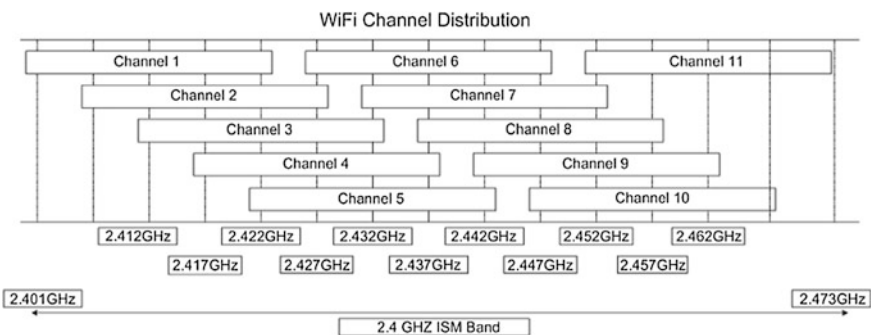 WiFi Channel Distribution
Channel 1 Channel 6 Channel 11
Channel 2 Channel 7
Channel 3 Channel 8
Channel 4 Channel 9
Channel 5 Channel 10
2.412GHz 2.422GHz 2.432GHz 2.442GHz 2.452GHz 2.462GHz
2.417GHz 2.427GHz 2.437GHz 2.447GHz 2.457GHz
2.401GHz 2.473GHz
2.4 GHZ ISM Band